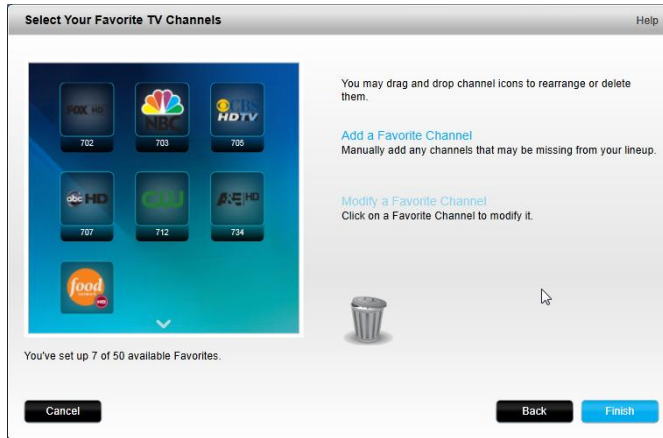 Select Your Favorite TV Channels
Help
You may drag and drop channel icons to rearrange or delete
them.
Add a Favorite Channel
Manually add any channels that may be missing from your lineup.
Modify a Favorite Channel
Click on a Favorite Channel to modify it.
FOX HD
NBC
CBS
HDTV
702
703
705
abc HD
CW
A&E HD
707
712
734
food
HD
You've set up 7 of 50 available Favorites.
Cancel
Back
Finish